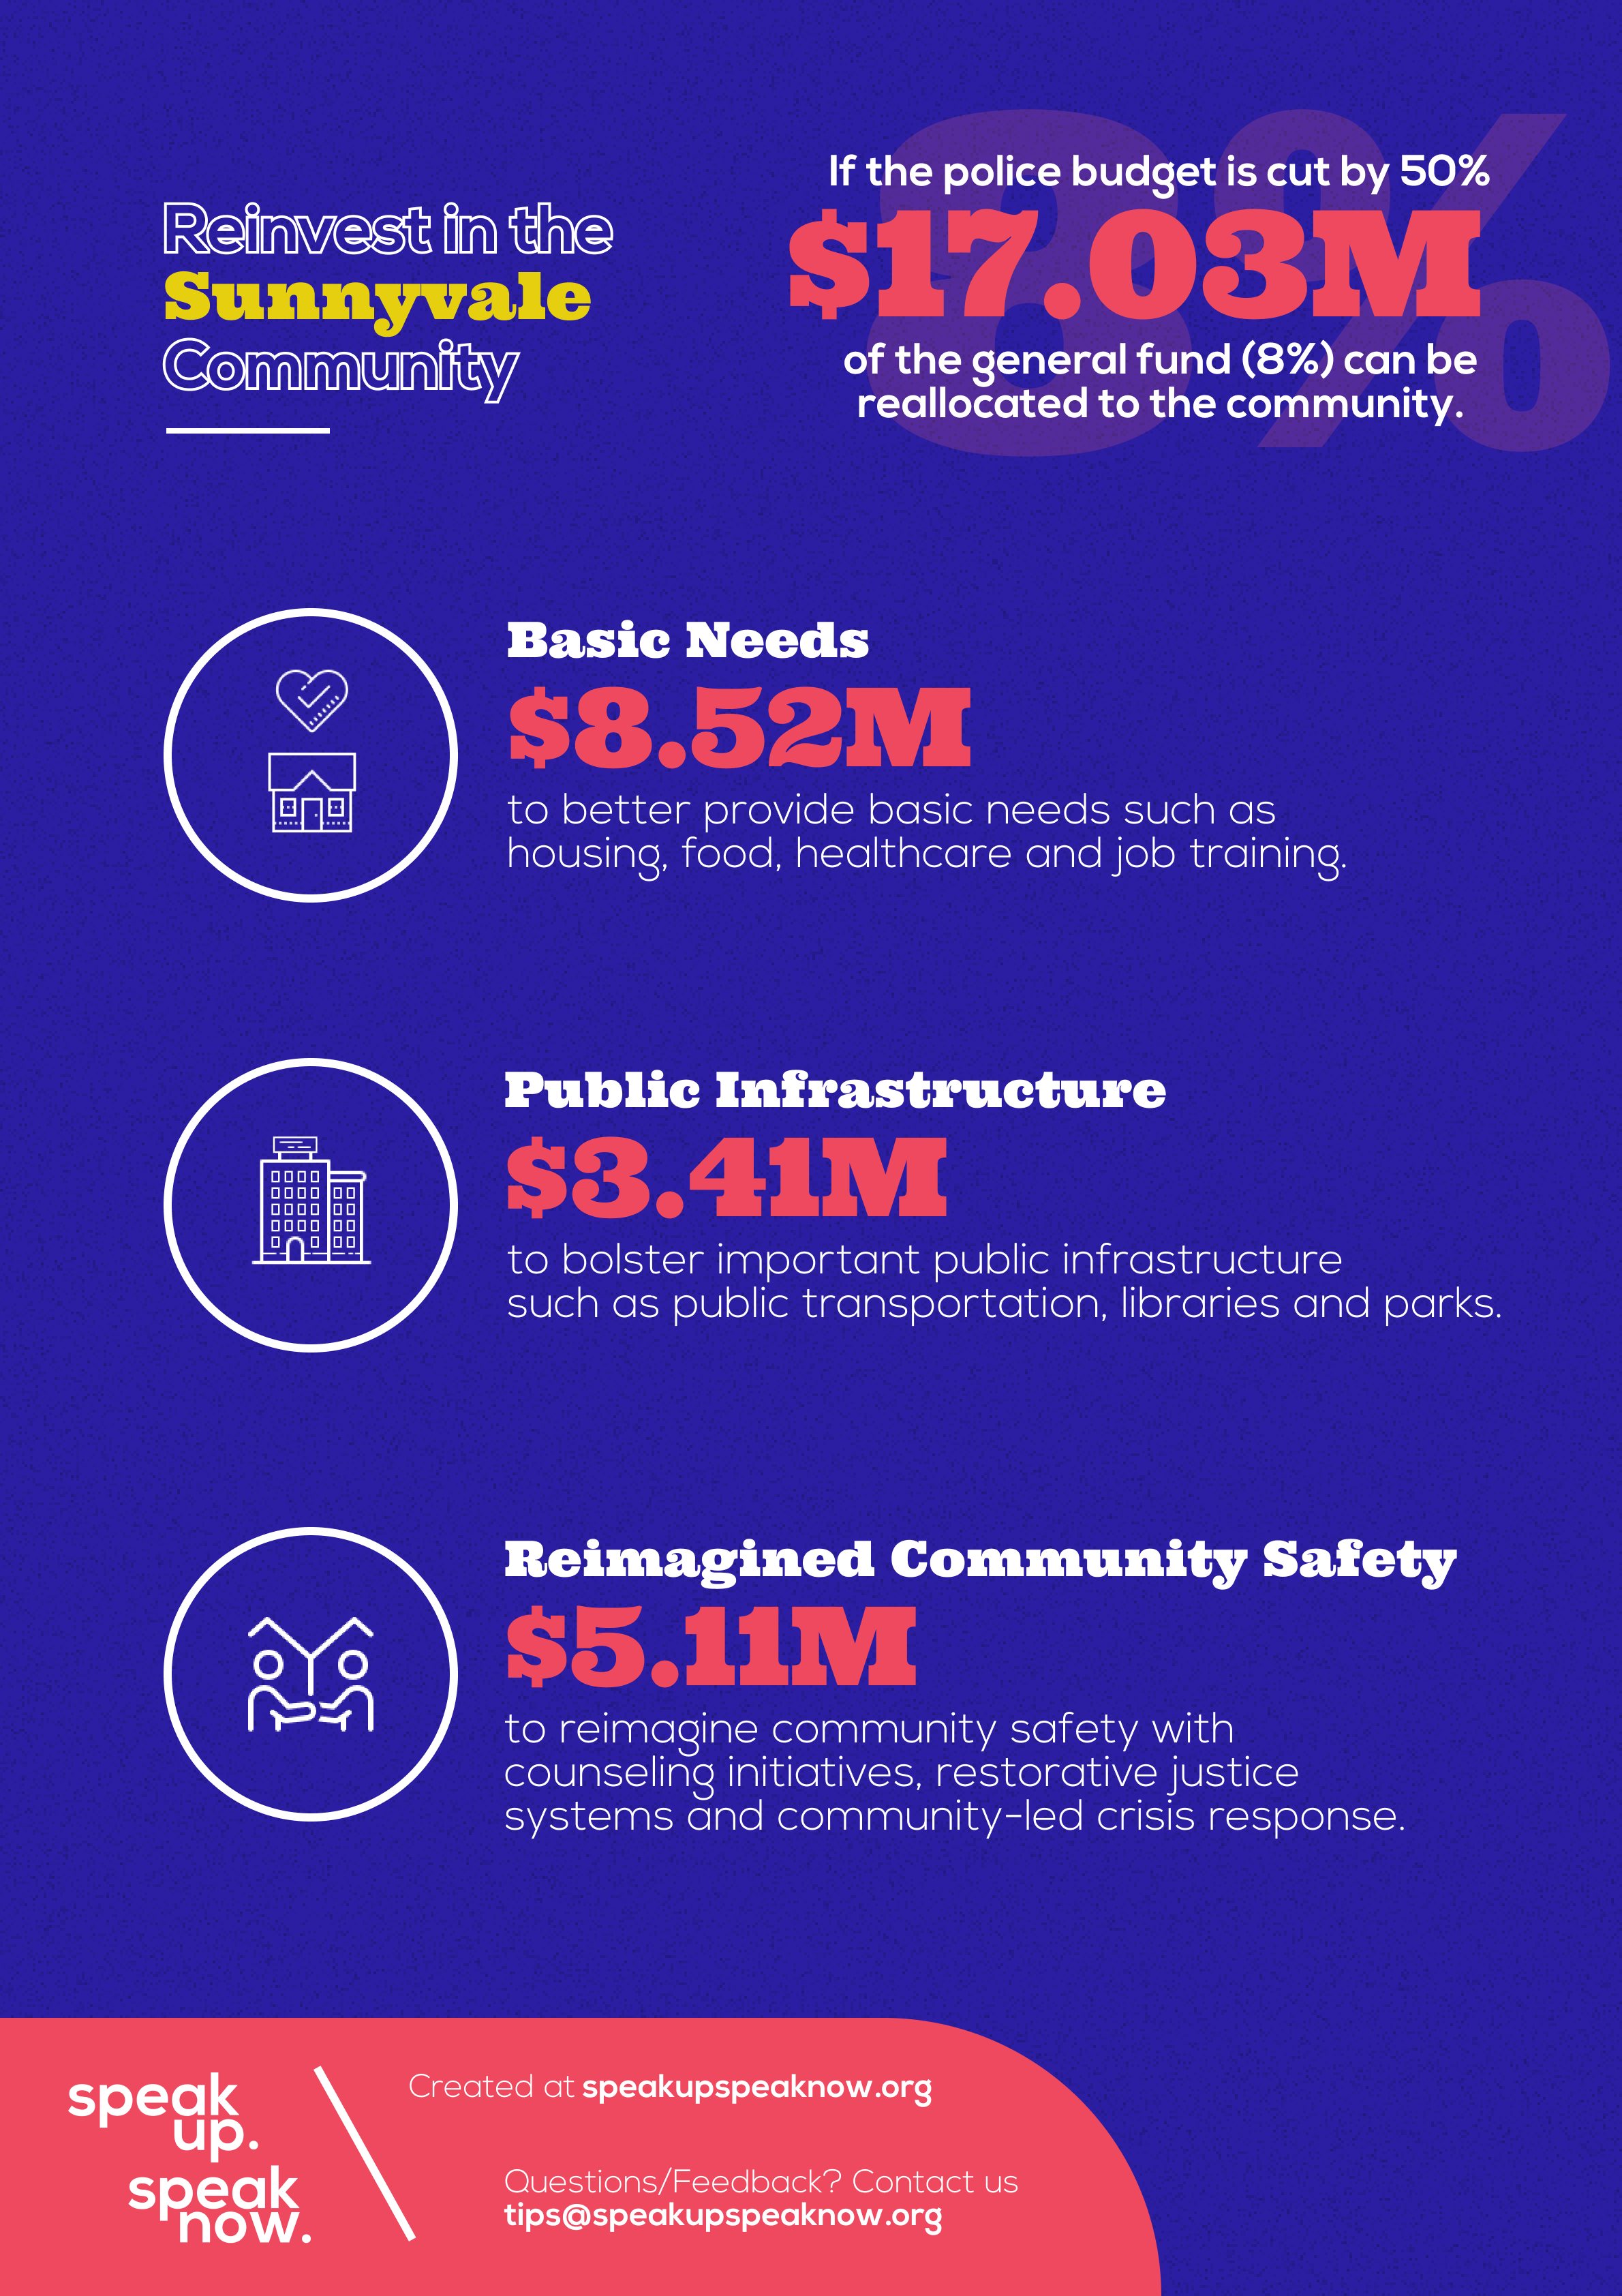 Reinvest in the
Sunnyvale
Community
8%
If the police budget is cut by 50%
$17.03M
of the general fund (8%) can be
reallocated to the community.
Basic Needs
$8.52M
to better provide basic needs such as
housing, food, healthcare and job training.
Public Infrastructure
$3.41M
to bolster important public infrastructure
such as public transportation, libraries and parks.
Reimagined Community Safety
$5.11M
to reimagine community safety with
counseling initiatives, restorative justice
systems and community-led crisis response.
speak
up.
speak
now.
Created at speakupspeaknow.org
Questions/Feedback? Contact us
tips@speakupspeaknow.org